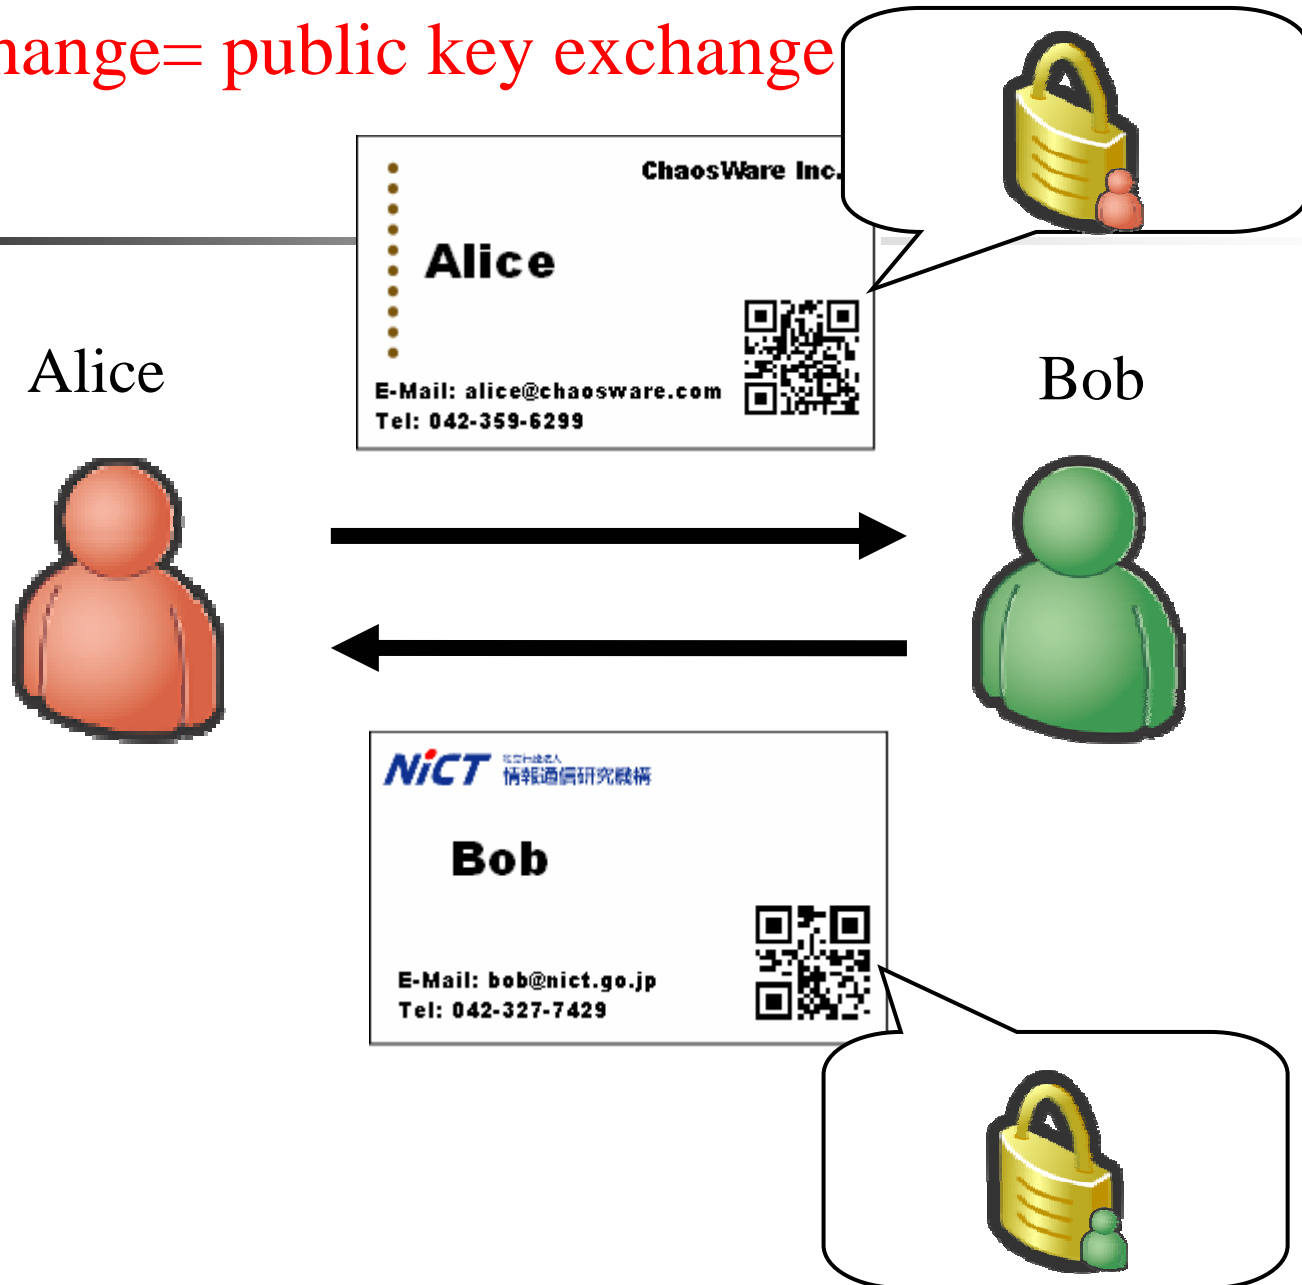 hange= public key exchange
ChaosWare Inc.
Alice
E-Mail: alice@chaosware.com
Tel: 042-359-6299
Alice
Bob
NiCT
情報通信研究機構
Bob
E-Mail: bob@nict.go.jp
Tel: 042-327-7429